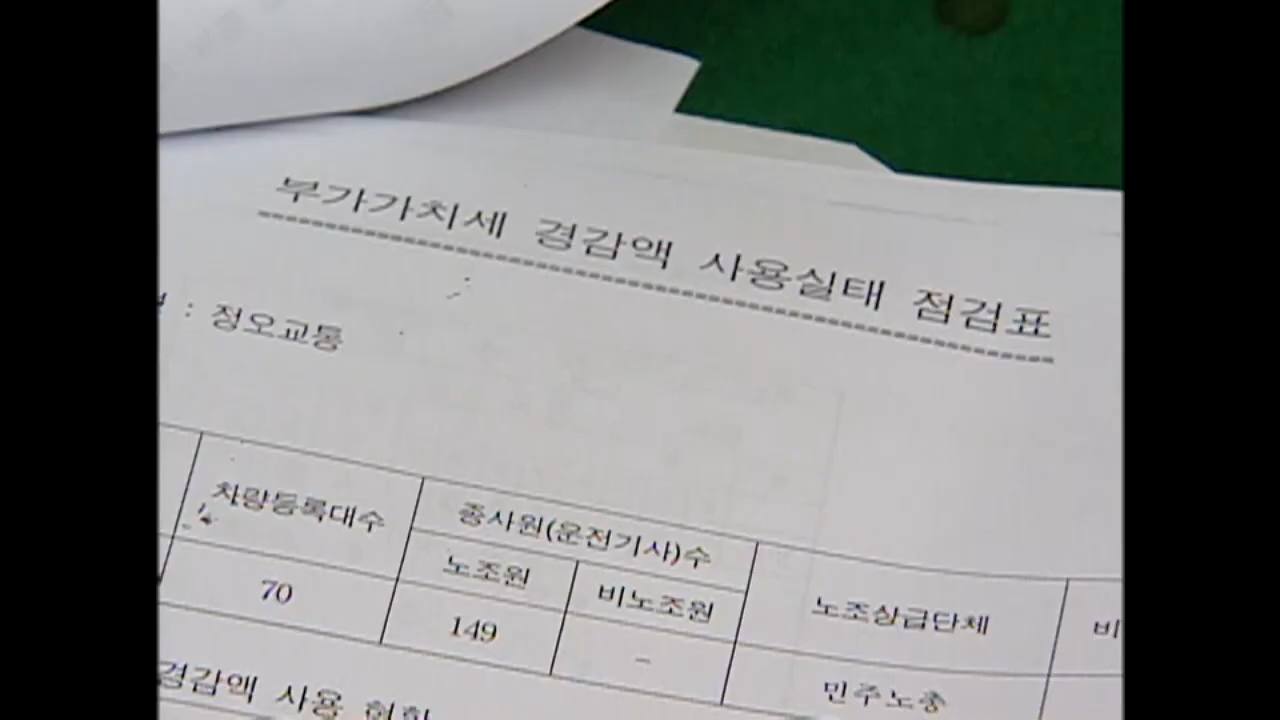 부가가치세 경감액 사용실태 점검표
: 정오교통
차량등록대수 종사원(운전기사)수 노조상급단체 비
노조원 비노조원
70 149 - 민주노총
경감액 사용 현황